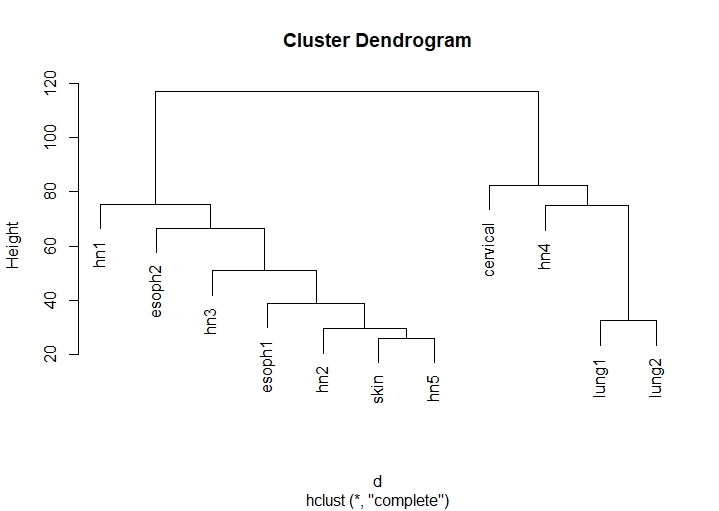 Cluster Dendrogram
Height
120
100
80
60
40
20
hn1
esoph2
hn3
esoph1
hn2
skin
hn5
cervical
hn4
lung1
lung2
d
hclust (*, "complete")